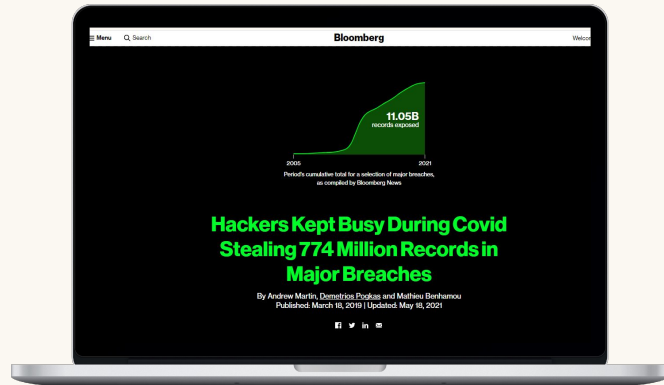 Menu
Search
Bloomberg
Welcor
11.05B
records exposed
2005
2021
Period's cumulative total for a selection of major breaches,
as compiled by Bloomberg News
Hackers Kept Busy During Covid
Stealing 774 Million Records in
Major Breaches
By Andrew Martin, Demetrios Pogkas and Mathieu Benhamou
Published: March 18, 2019 | Updated: May 18, 2021